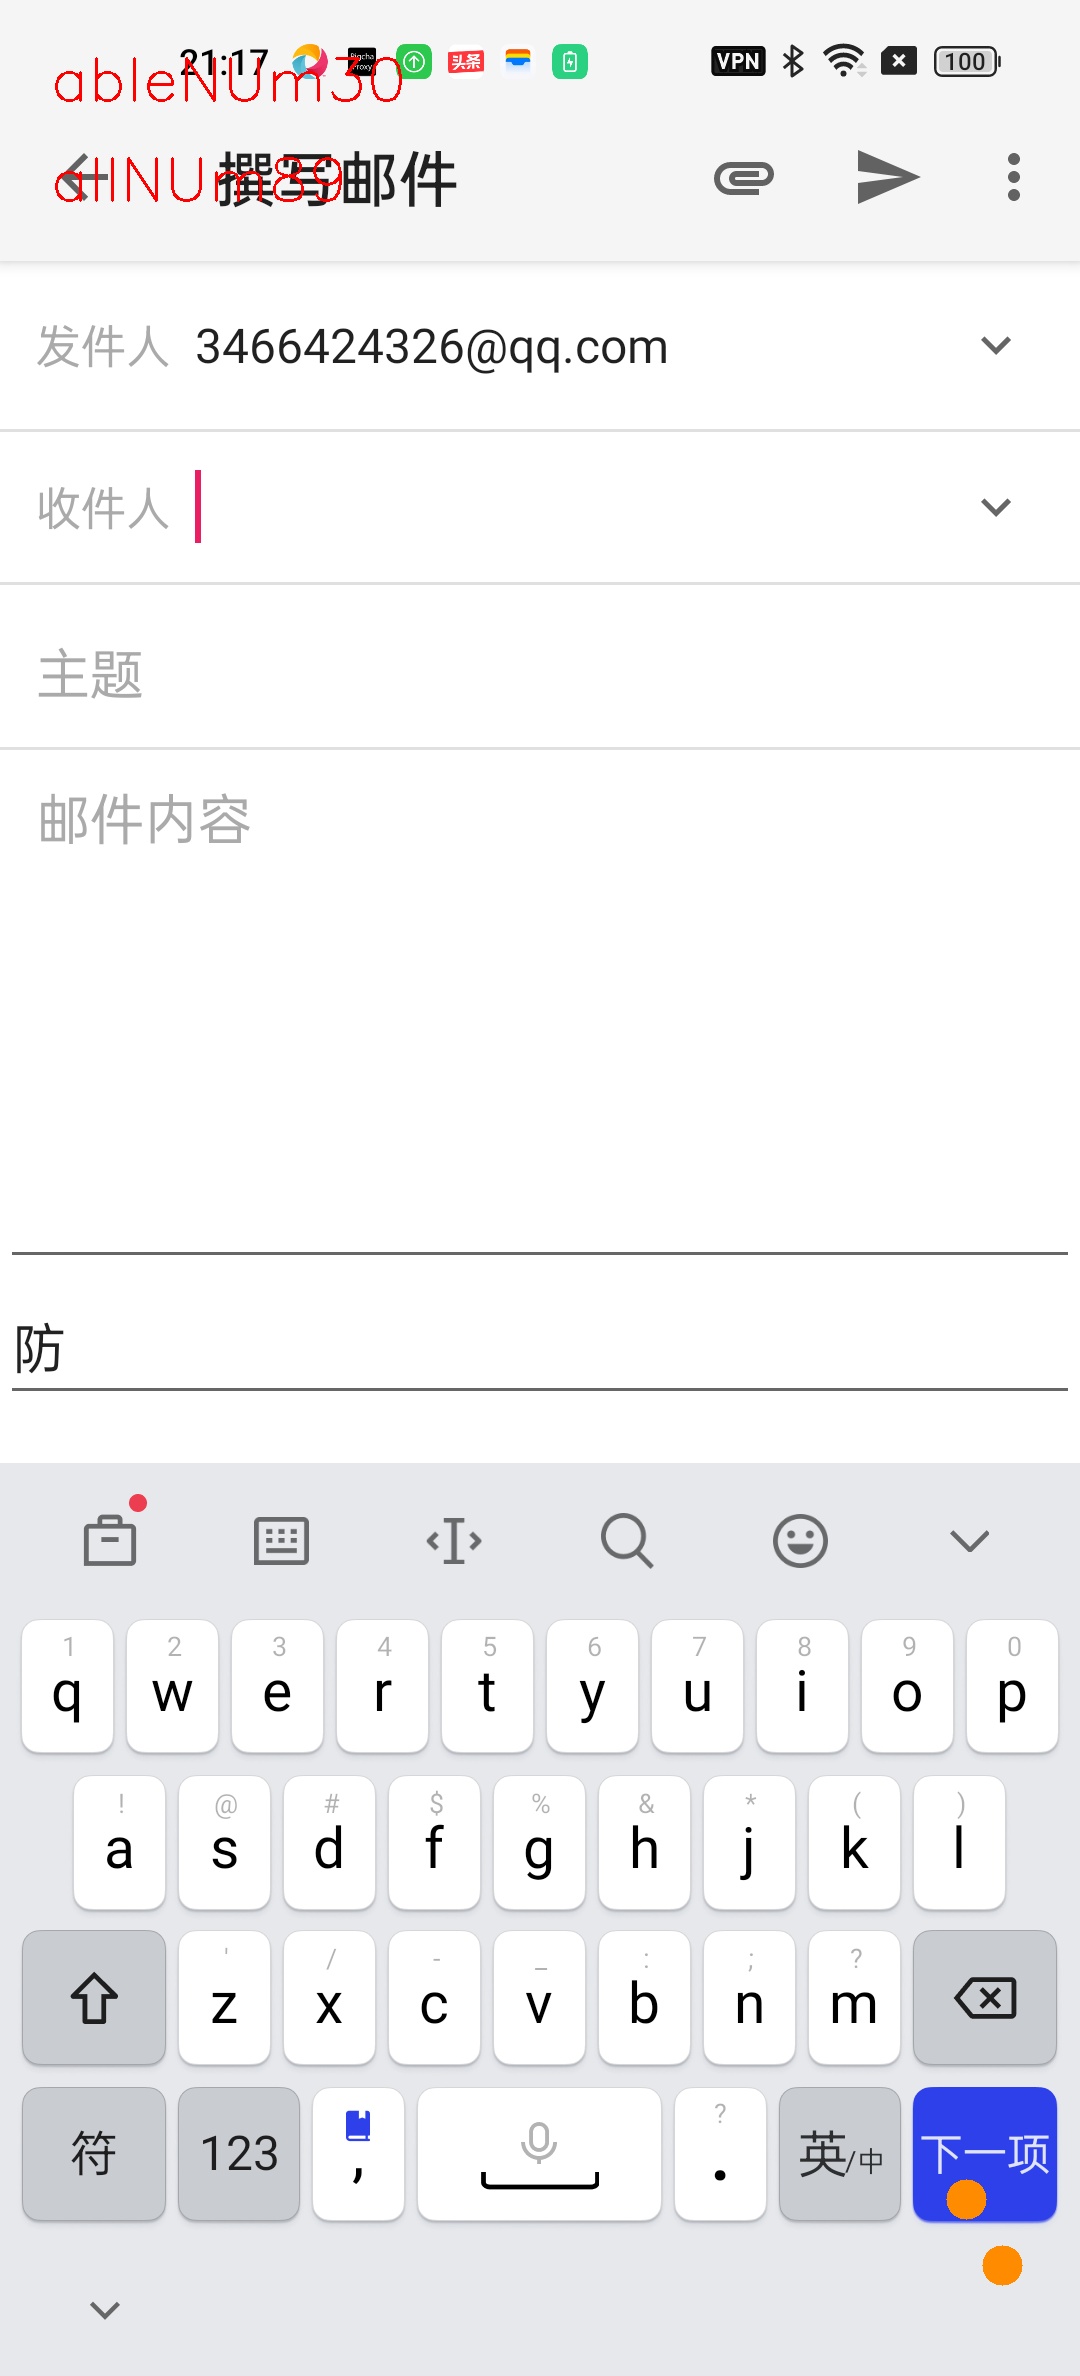 21:17 头条 VPN 100
ableNUm30
allNUm89
撰写邮件
发件人 3466424326@qq.com
收件人
主题
邮件内容
防
1 2 3 4 5 6 7 8 9 0
q w e r t y u i o p
! @ # $ % & * ( )
a s d f g h j k l
' / - _ : ; ?
z x c v b n m
?
符 123 , . 英/中 下一项